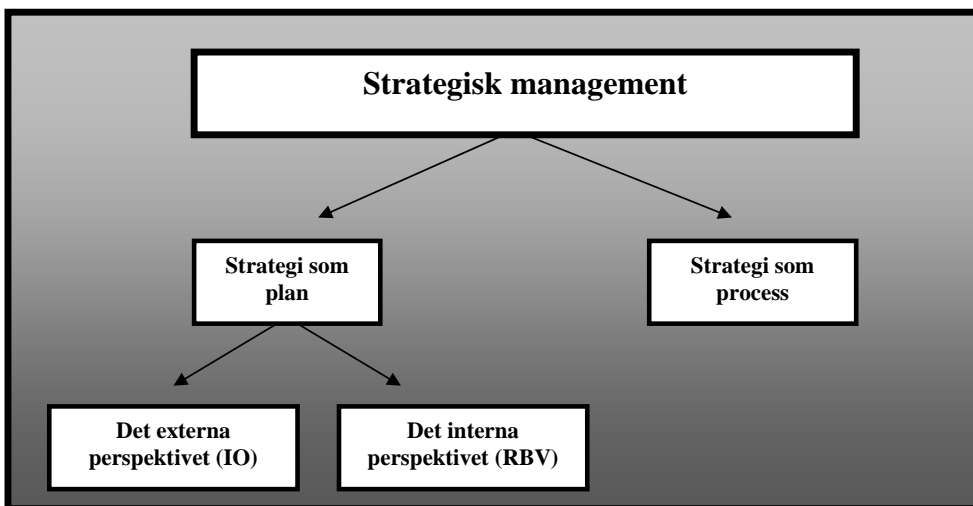 Strategisk management
Strategi som
plan
Strategi som
process
Det externa
perspektivet (IO)
Det interna
perspektivet (RBV)